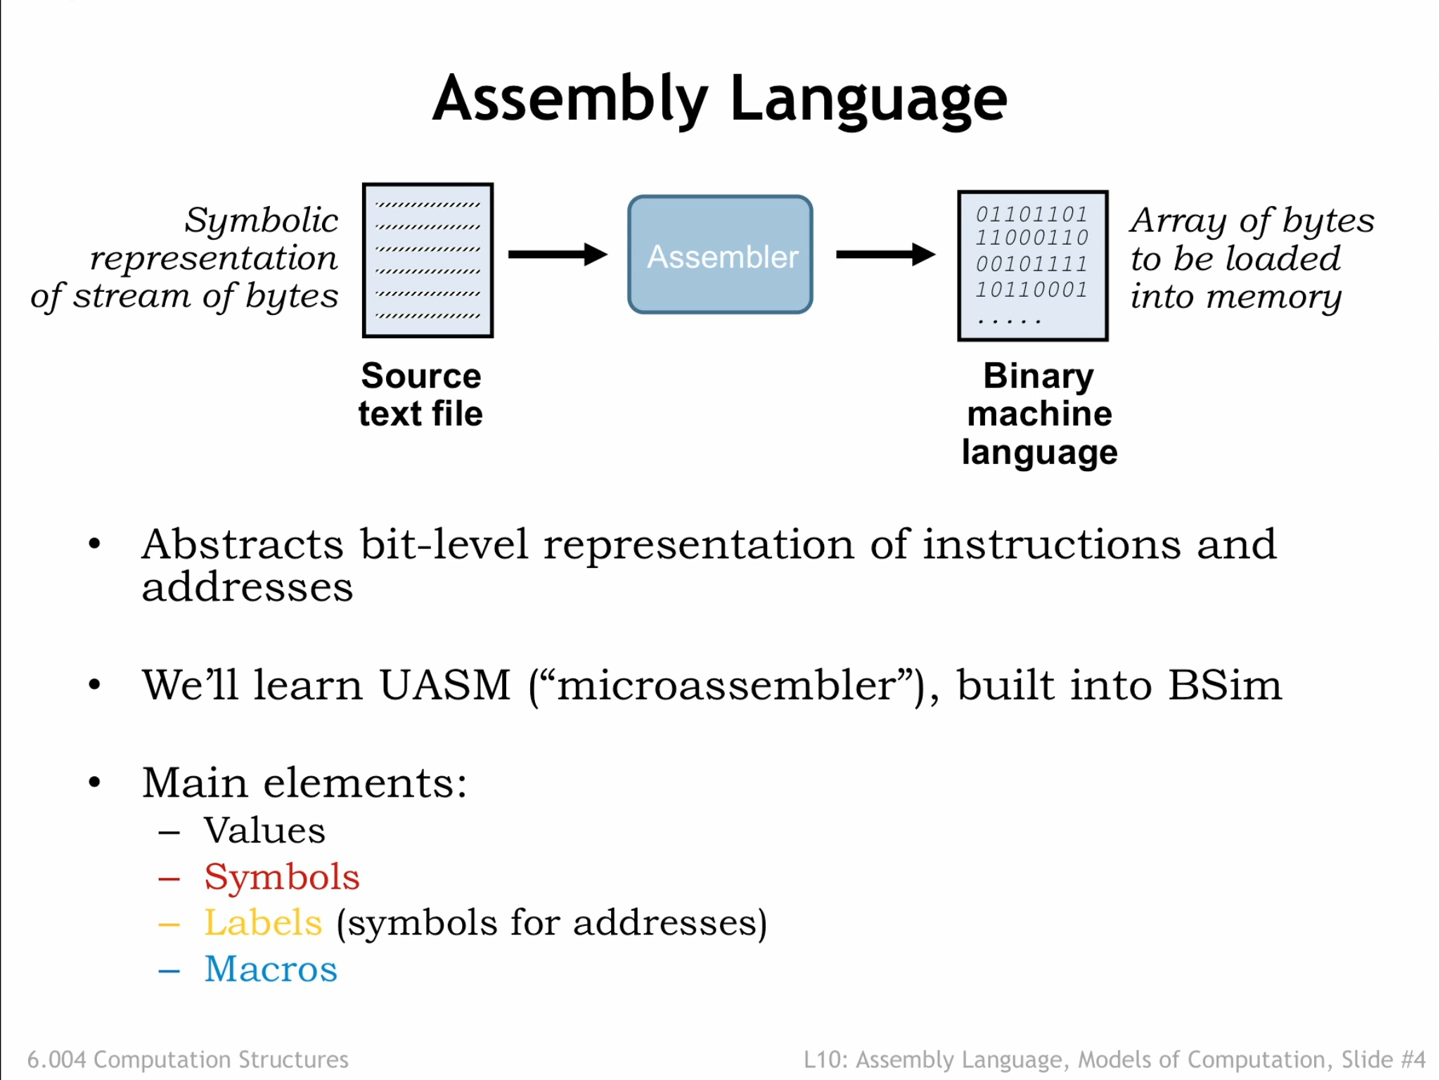 Assembly Language
Symbolic
representation
of stream of bytes
Source
text file
Assembler
01101101
11000110
00101111
10110001
.....
Binary
machine
language
Array of bytes
to be loaded
into memory
• Abstracts bit-level representation of instructions and
addresses
• We’ll learn UASM (“microassembler”), built into BSim
• Main elements:
– Values
– Symbols
– Labels (symbols for addresses)
– Macros
6.004 Computation Structures
L10: Assembly Language, Models of Computation, Slide #4